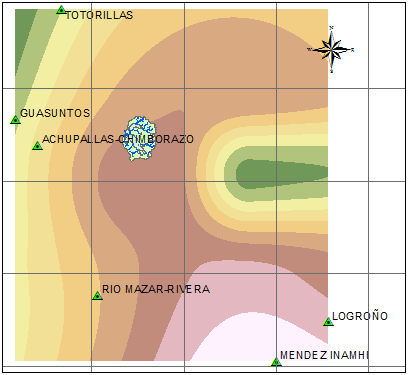 N
W
E
S
TOTORILLAS
GUASUNTOS
ACHUPALLAS-CHIMBORAZO
RIO MAZAR-RIVERA
LOGROÑO
MENDEZ INAMHI